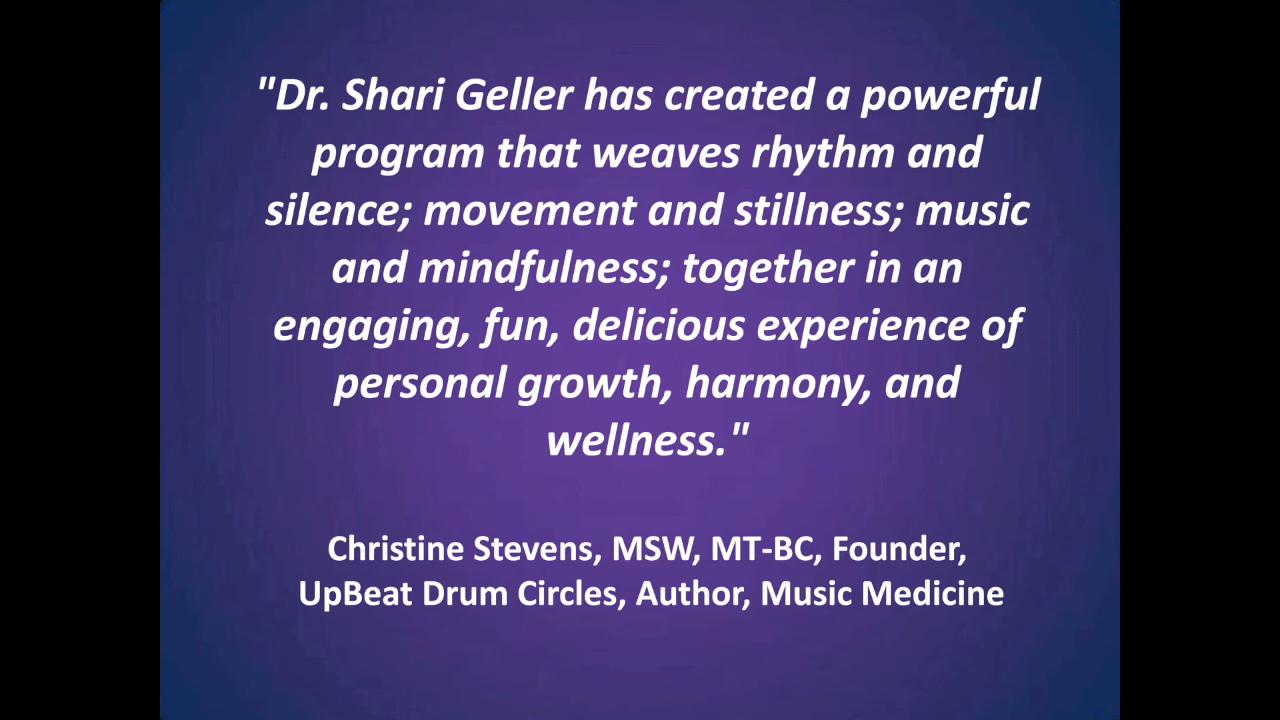 "Dr. Shari Geller has created a powerful
program that weaves rhythm and
silence; movement and stillness; music
and mindfulness; together in an
engaging, fun, delicious experience of
personal growth, harmony, and
wellness."
Christine Stevens, MSW, MT-BC, Founder,
UpBeat Drum Circles, Author, Music Medicine